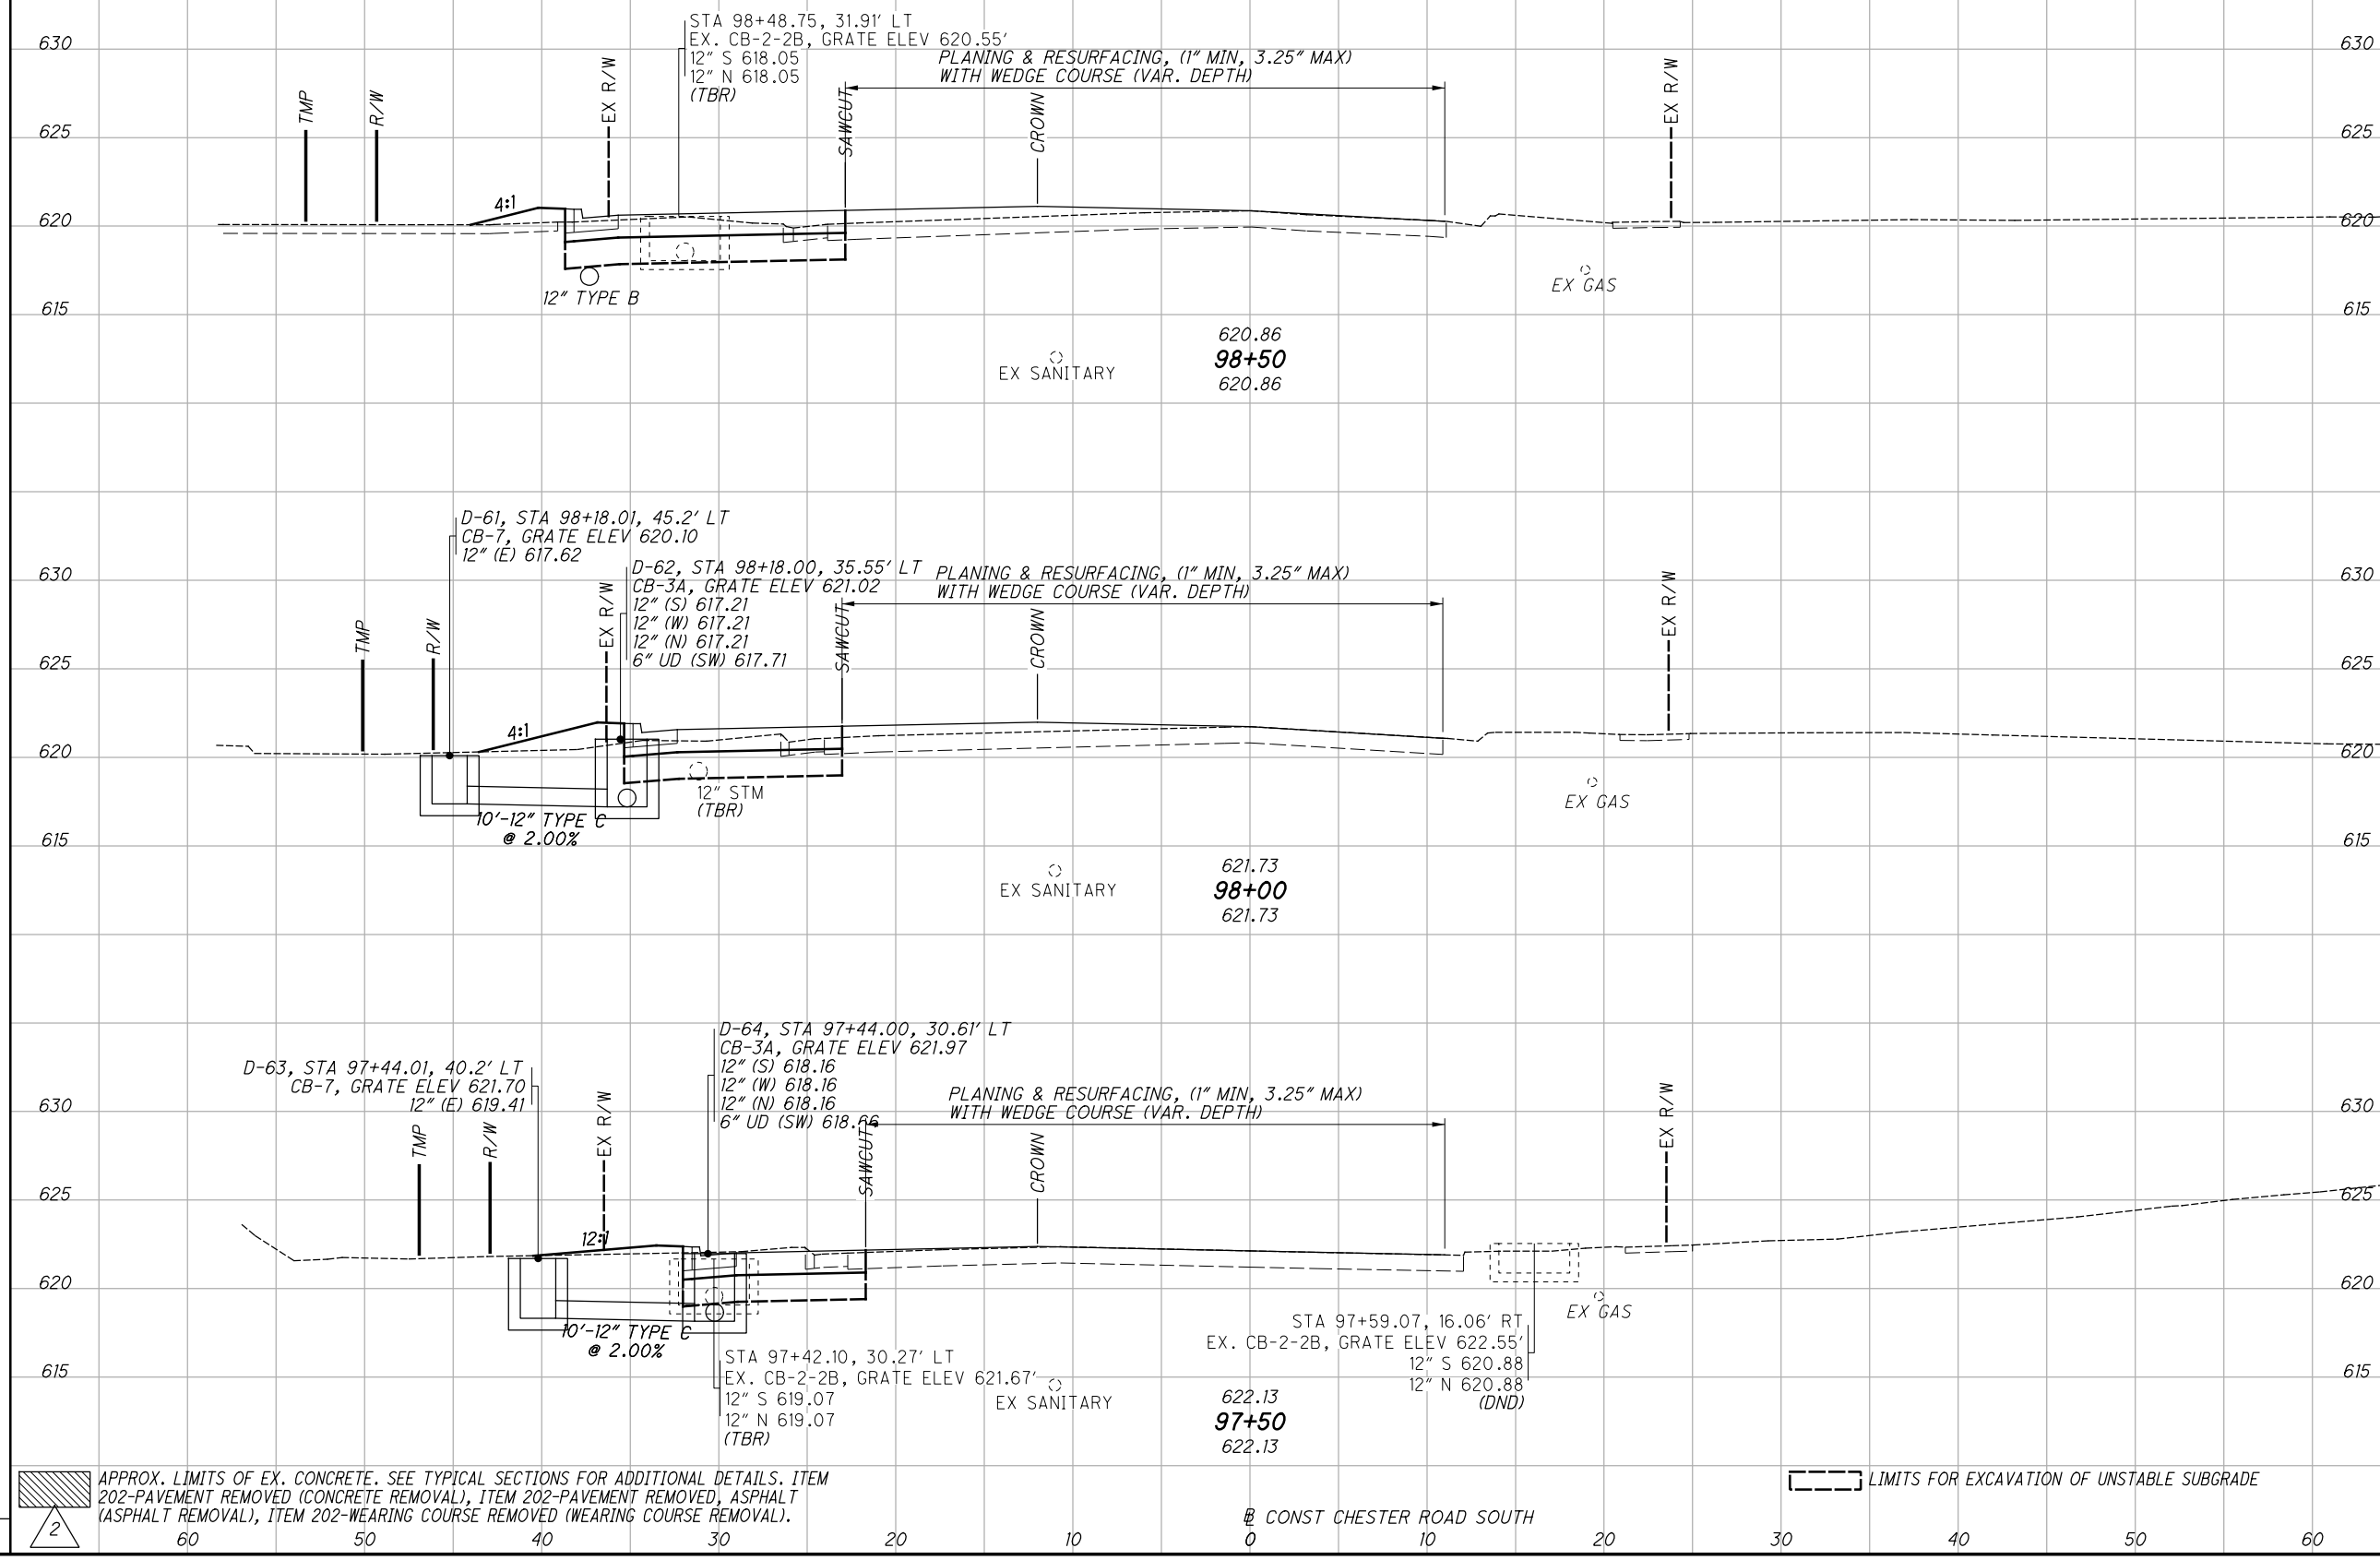 STA 98+48.75, 31.91' LT
EX. CB-2-2B, GRATE ELEV 620.55'
12" S 618.05
12" N 618.05
(TBR)
PLANING & RESURFACING, (1" MIN, 3.25" MAX)
WITH WEDGE COURSE (VAR. DEPTH)
630
630
TMP
R/W
EX R/W
SAWCUT
CROWN
EX R/W
625
625
4:1
620
620
12" TYPE B
EX GAS
615
615
EX SANITARY
620.86
98+50
620.86
D-61, STA 98+18.01, 45.2' LT
CB-7, GRATE ELEV 620.10
12" (E) 617.62
D-62, STA 98+18.00, 35.55' LT
CB-3A, GRATE ELEV 621.02
12" (S) 617.21
12" (W) 617.21
12" (N) 617.21
6" UD (SW) 617.71
PLANING & RESURFACING, (1" MIN, 3.25" MAX)
WITH WEDGE COURSE (VAR. DEPTH)
630
630
TMP
R/W
EX R/W
SAWCUT
CROWN
EX R/W
625
625
4:1
620
620
12" STM
(TBR)
10'-12" TYPE C
@ 2.00%
EX GAS
615
615
EX SANITARY
621.73
98+00
621.73
D-63, STA 97+44.01, 40.2' LT
CB-7, GRATE ELEV 621.70
12" (E) 619.41
D-64, STA 97+44.00, 30.61' LT
CB-3A, GRATE ELEV 621.97
12" (S) 618.16
12" (W) 618.16
12" (N) 618.16
6" UD (SW) 618.66
PLANING & RESURFACING, (1" MIN, 3.25" MAX)
WITH WEDGE COURSE (VAR. DEPTH)
630
630
TMP
R/W
EX R/W
SAWCUT
CROWN
EX R/W
625
625
12:1
620
620
10'-12" TYPE C
@ 2.00%
STA 97+42.10, 30.27' LT
EX. CB-2-2B, GRATE ELEV 621.67'
12" S 619.07
12" N 619.07
(TBR)
STA 97+59.07, 16.06' RT
EX. CB-2-2B, GRATE ELEV 622.55'
12" S 620.88
12" N 620.88
(DND)
EX GAS
615
615
EX SANITARY
622.13
97+50
622.13
APPROX. LIMITS OF EX. CONCRETE. SEE TYPICAL SECTIONS FOR ADDITIONAL DETAILS. ITEM
202-PAVEMENT REMOVED (CONCRETE REMOVAL), ITEM 202-PAVEMENT REMOVED, ASPHALT
(ASPHALT REMOVAL), ITEM 202-WEARING COURSE REMOVED (WEARING COURSE REMOVAL).
2
LIMITS FOR EXCAVATION OF UNSTABLE SUBGRADE
BL CONST CHESTER ROAD SOUTH
60 50 40 30 20 10 0 10 20 30 40 50 60